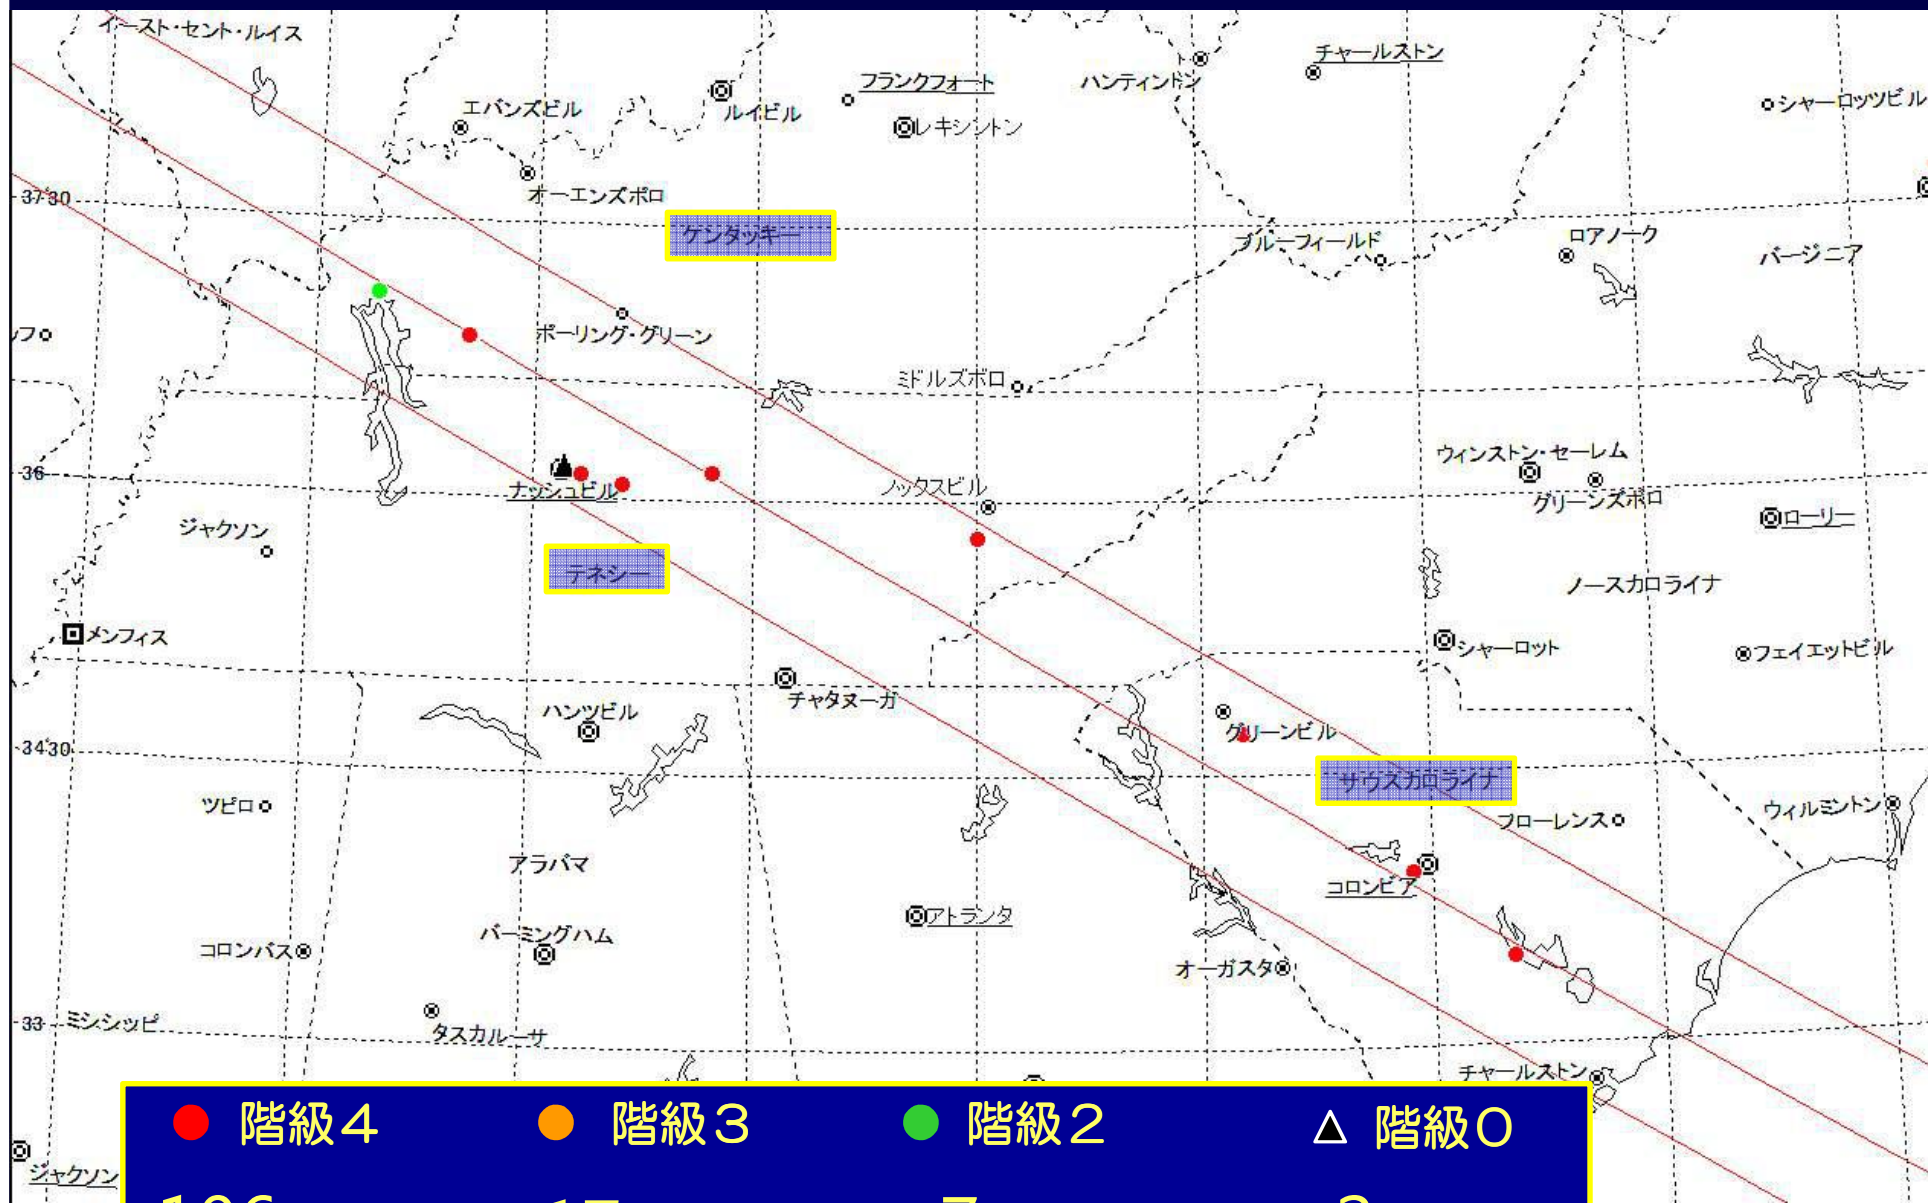 イースト・セント・ルイス
チャールストン
ハンティントン
フランクフォート
エバンズビル
ルイビル
シャーロッツビル
レキシントン
オーエンズボロ
37°30
ケンタッキー
ブルーフィールド
ロアノーク
バージニア
ボーリング・グリーン
ミドルズボロ
ウィンストン・セーレム
36
ナッシュビル
ノックスビル
グリーンズボロ
ローリー
ジャクソン
テネシー
ノースカロライナ
メンフィス
シャーロット
フェイエットビル
チャタヌーガ
ハンツビル
グリーンビル
34°30
サウスカロライナ
ツピロ
フローレンス
ウィルミントン
アラバマ
コロンビア
アトランタ
バーミングハム
コロンバス
オーガスタ
33
ミシシッピ
タスカルーサ
チャールストン
階級4 階級3 階級2 階級0
ジャクソン